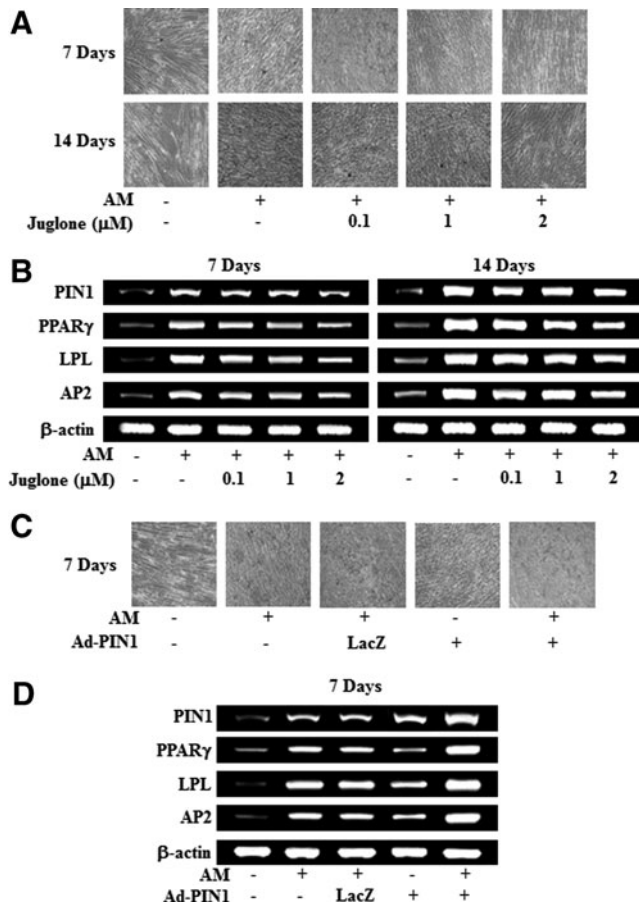 A
7 Days
14 Days
AM - + + + +
Juglone (μM) - - 0.1 1 2
B
7 Days 14 Days
PIN1
PPARγ
LPL
AP2
β-actin
AM - + + + + - + + + +
Juglone (μM) - - 0.1 1 2 - - 0.1 1 2
C
7 Days
AM - + + - +
Ad-PIN1 - - LacZ + +
D
7 Days
PIN1
PPARγ
LPL
AP2
β-actin
AM - + + - +
Ad-PIN1 - - LacZ + +